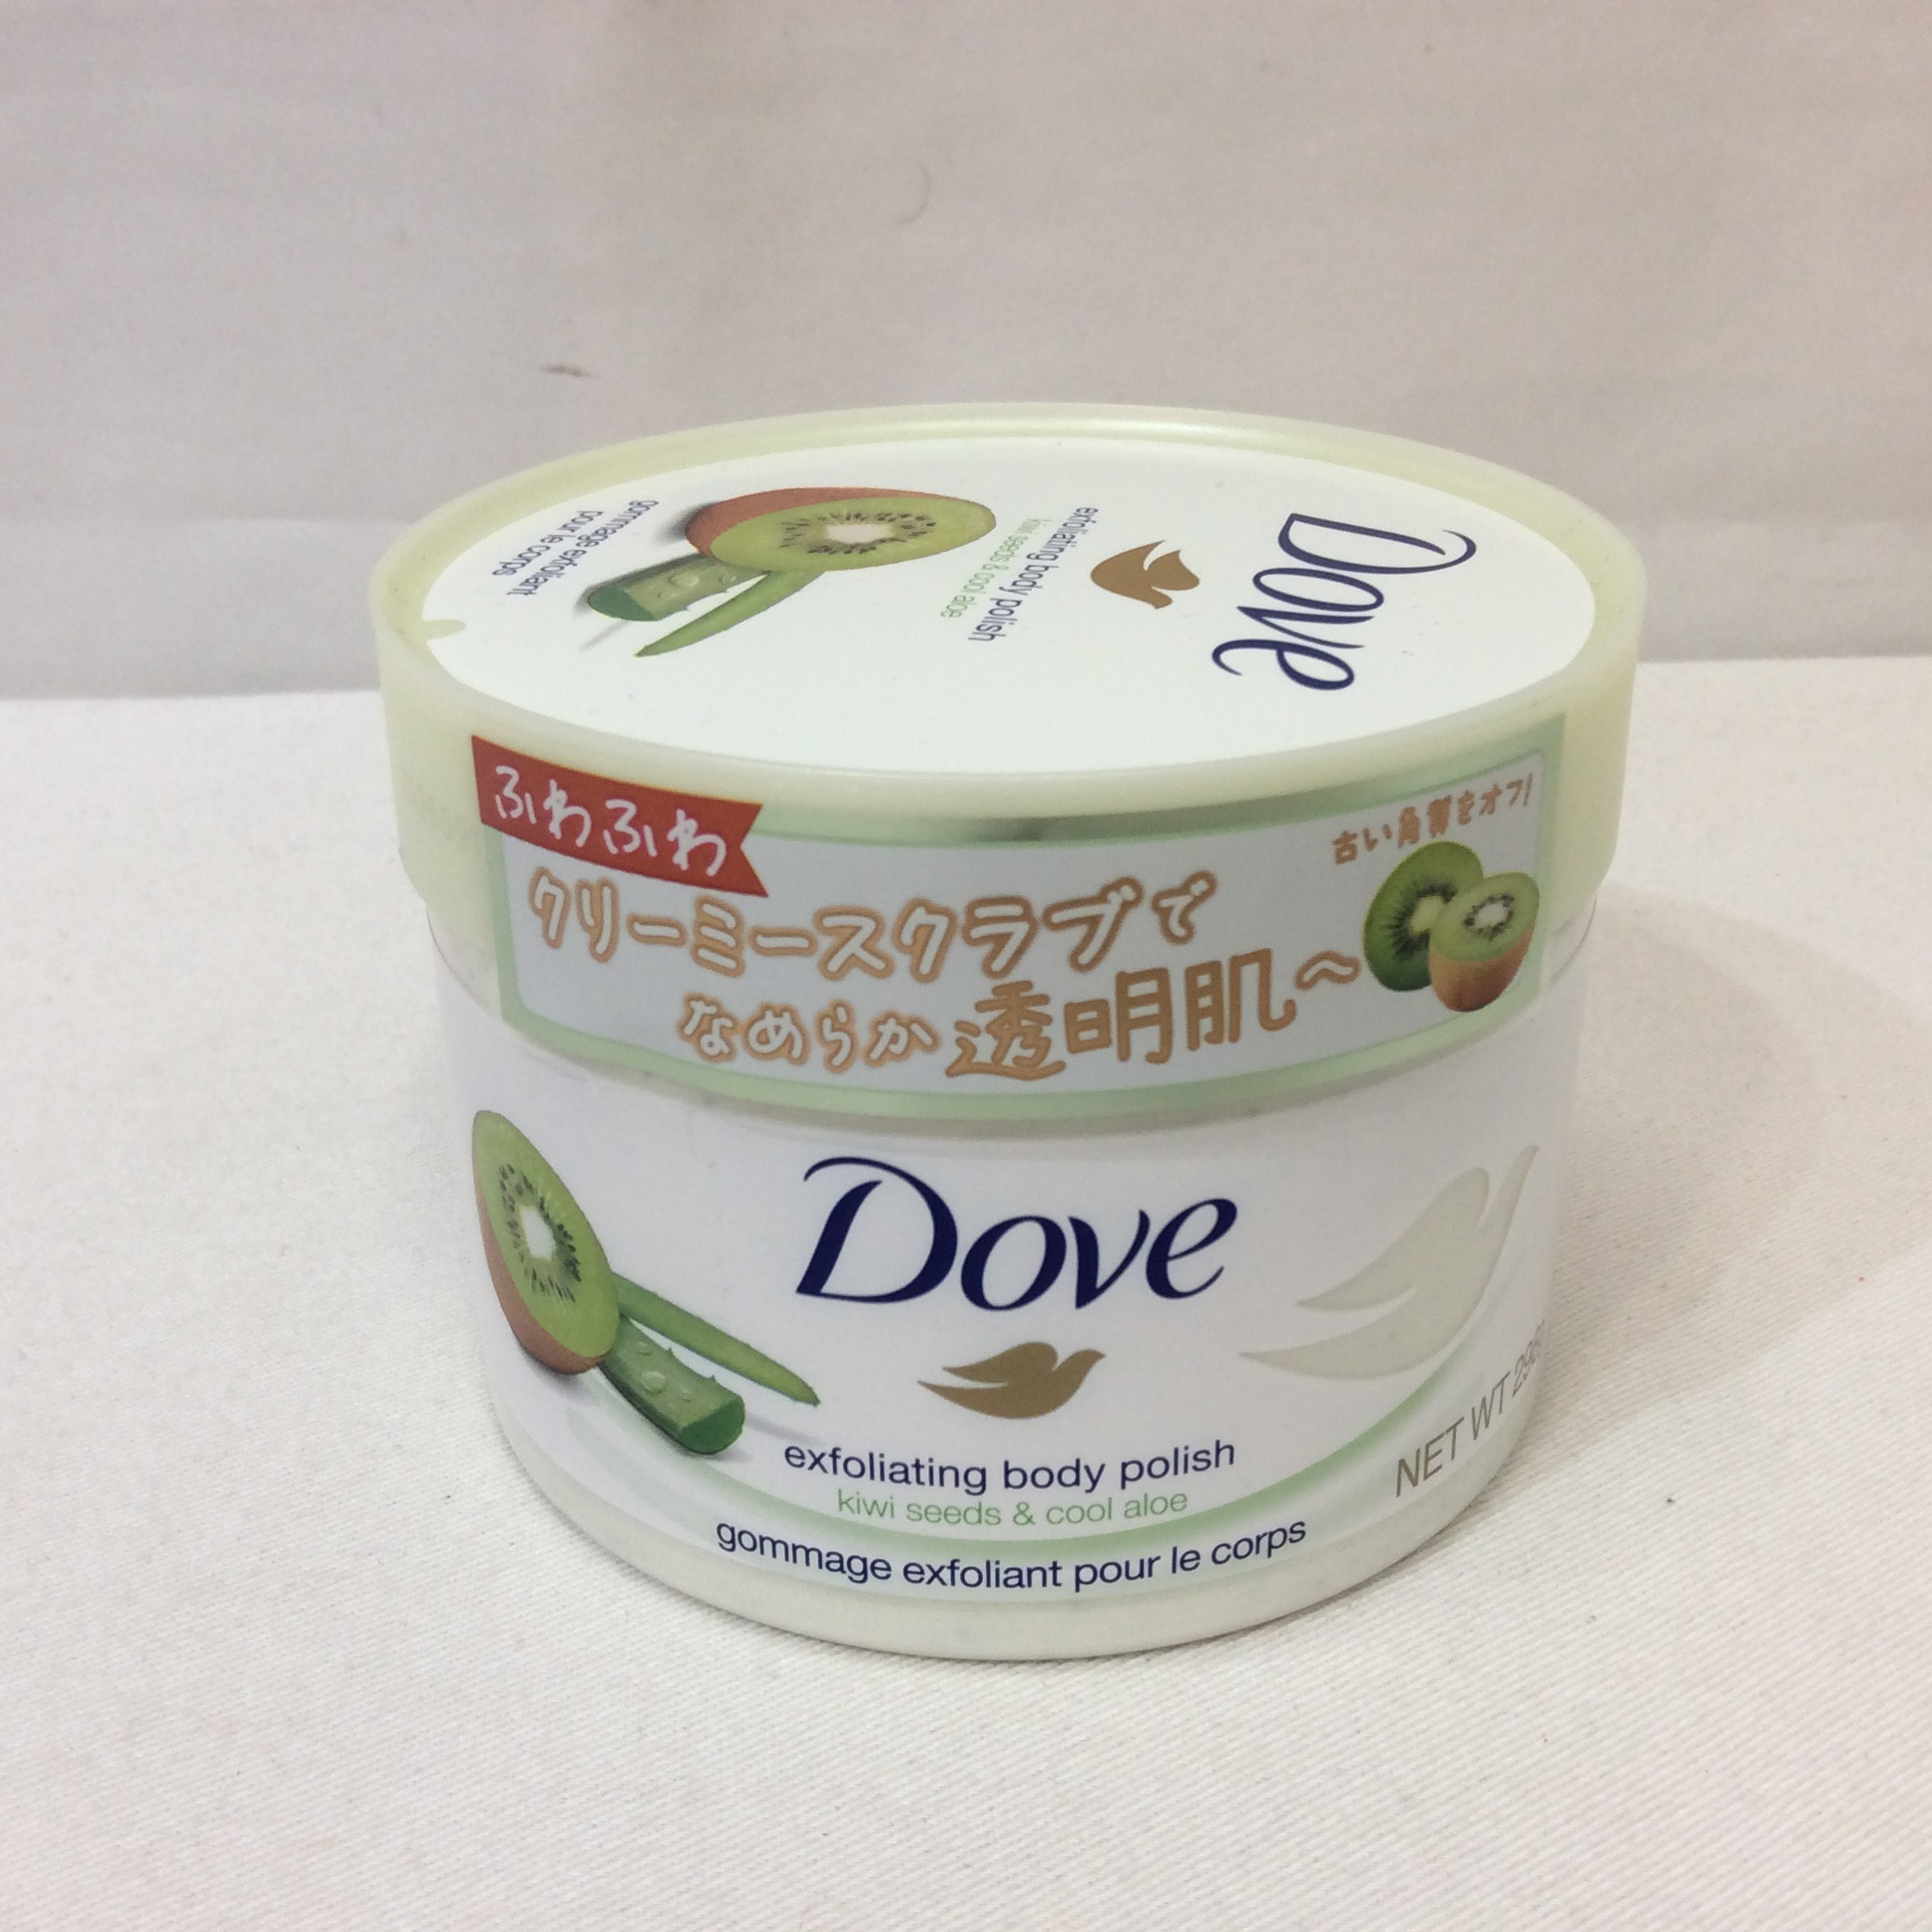 Dove
exfoliating body polish
kiwi seeds & cool aloe
gommage exfoliant
pour le corps
ふわふわ
古い角質をオフ!
クリーミースクラブで
なめらか透明肌～
Dove
exfoliating body polish
kiwi seeds & cool aloe
gommage exfoliant pour le corps
NET WT